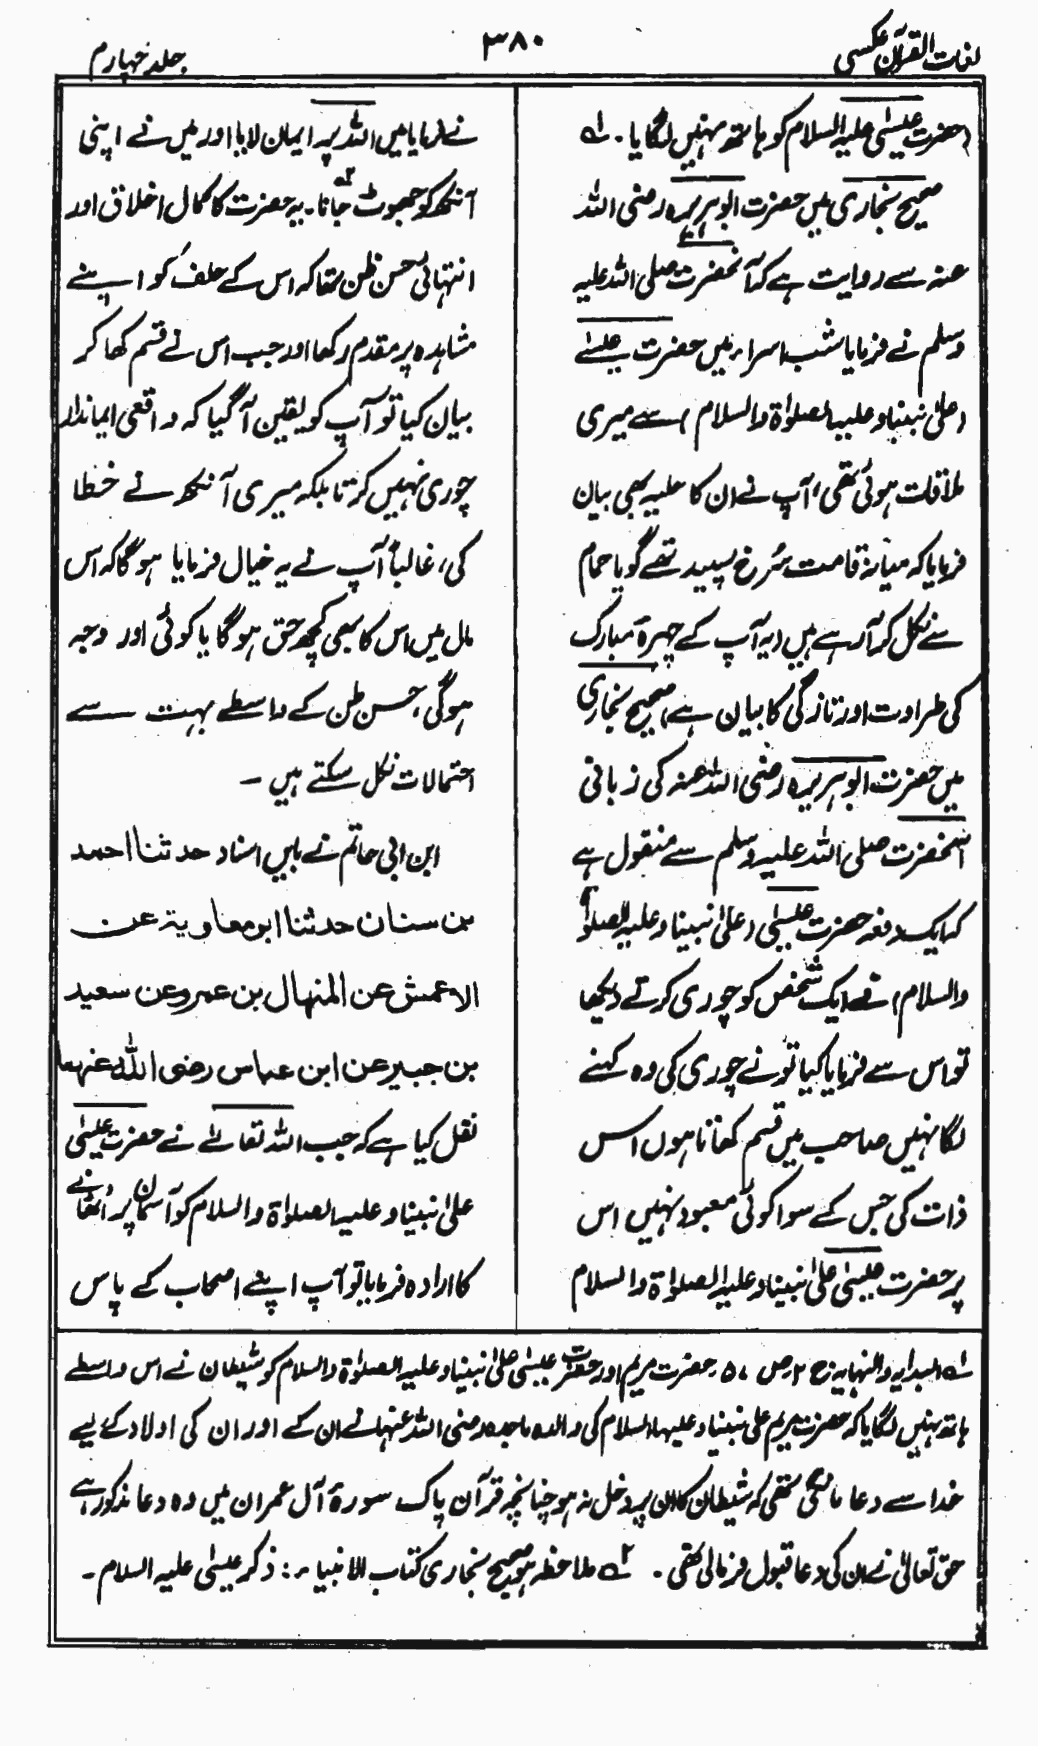 لغات القرآن عکسی
۳۸۰
جلد چہارم
(حضرت عیسیٰ علیہ السلام کو ہاتھ نہیں لگایا۔ ۱؎
صحیح بخاری میں حضرت ابوہریرہ رضی اللہ
عنہ سے روایت ہے کہ آنحضرت صلی اللہ علیہ
وسلم نے فرمایا شب اسراء میں حضرت عیسیٰ
(علیٰ نبینا و علیہ الصلوٰۃ والسلام) سے میری
ملاقات ہوئی تھی، آپ نے ان کا حلیہ بھی بیان
فرمایا کہ میانہ قامت سُرخ سپید تھے گویا حمام
سے نکل کر آرہے ہیں (یہ آپ کے چہرۂ مبارک
کی طراوت اور تازگی کا بیان ہے) صحیح بخاری
میں حضرت ابوہریرہ رضی اللہ عنہ کی زبانی
آنحضرت صلی اللہ علیہ وسلم سے منقول ہے
کہ ایک دفعہ حضرت عیسیٰ (علیٰ نبینا و علیہ الصلوٰۃ
والسلام) نے ایک شخص کو چوری کرتے دیکھا
تو اس سے فرمایا کیا تُو نے چوری کی وہ کہنے
لگا نہیں صاحب میں قسم کھاتا ہوں اس
ذات کی جس کے سوا کوئی معبود نہیں اس
پر حضرت عیسیٰ علیٰ نبینا و علیہ الصلوٰۃ والسلام
نے فرمایا میں اللہ پر ایمان لایا اور میں نے اپنی
آنکھ کو جھوٹ جانا۔ ۲؎ یہ حضرت کا کمال اخلاق اور
انتہائی حسن ظن تھا کہ اس کے حلف کو اپنے
مشاہدہ پر مقدم رکھا اور جب اس نے قسم کھا کر
بیان کیا تو آپ کو یقین آگیا کہ واقعی ایماندار
چوری نہیں کرتا بلکہ میری آنکھ نے خطا
کی، غالباً آپ نے یہ خیال فرمایا ہوگا کہ اس
مال میں اس کا بھی کچھ حق ہوگا یا کوئی اور وجہ
ہوگی، حسن ظن کے واسطے بہت سے
احتمالات نکل سکتے ہیں ۔
ابن ابی حاتم نے بایں اسناد حدثنا احمد
بن سنان حدثنا ابو معاویۃ عن
الاعمش عن المنھال بن عمرو عن سعید
بن جبیر عن ابن عباس رضی اللہ عنہما
نقل کیا ہے کہ جب اللہ تعالےٰ نے حضرت عیسیٰ
علیٰ نبینا و علیہ الصلوٰۃ والسلام کو آسمان پر اُٹھانے
کا ارادہ فرمایا تو آپ اپنے اصحاب کے پاس
۱؎ البدایہ والنہایہ ج ۲ ص ۵۷ حضرت مریم اور حضرت عیسیٰ علیٰ نبینا و علیہ الصلوٰۃ والسلام کو شیطان نے اس واسطے
ہاتھ نہیں لگایا کہ حضرت مریم علیٰ نبینا و علیہا السلام کی والدہ ماجدہ رضی اللہ عنہا نے ان کے اور ان کی اولاد کے لیے
خدا سے دعا مانگی تھی کہ شیطان کا ان پر دخل نہ ہو چنانچہ قرآن پاک سورۂ آل عمران میں وہ دعا مذکور ہے
حق تعالیٰ نے ان کی دعا قبول فرمالی تھی ۔ ۲؎ ملاحظہ ہو صحیح بخاری کتاب الانبیاء: ذکر عیسیٰ علیہ السلام۔